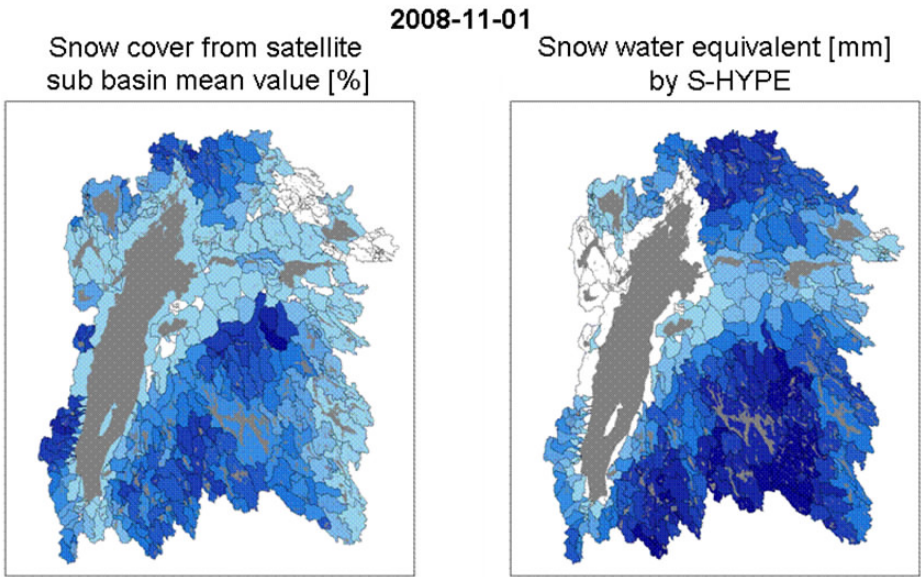 2008-11-01
Snow cover from satellite
sub basin mean value [%]
Snow water equivalent [mm]
by S-HYPE